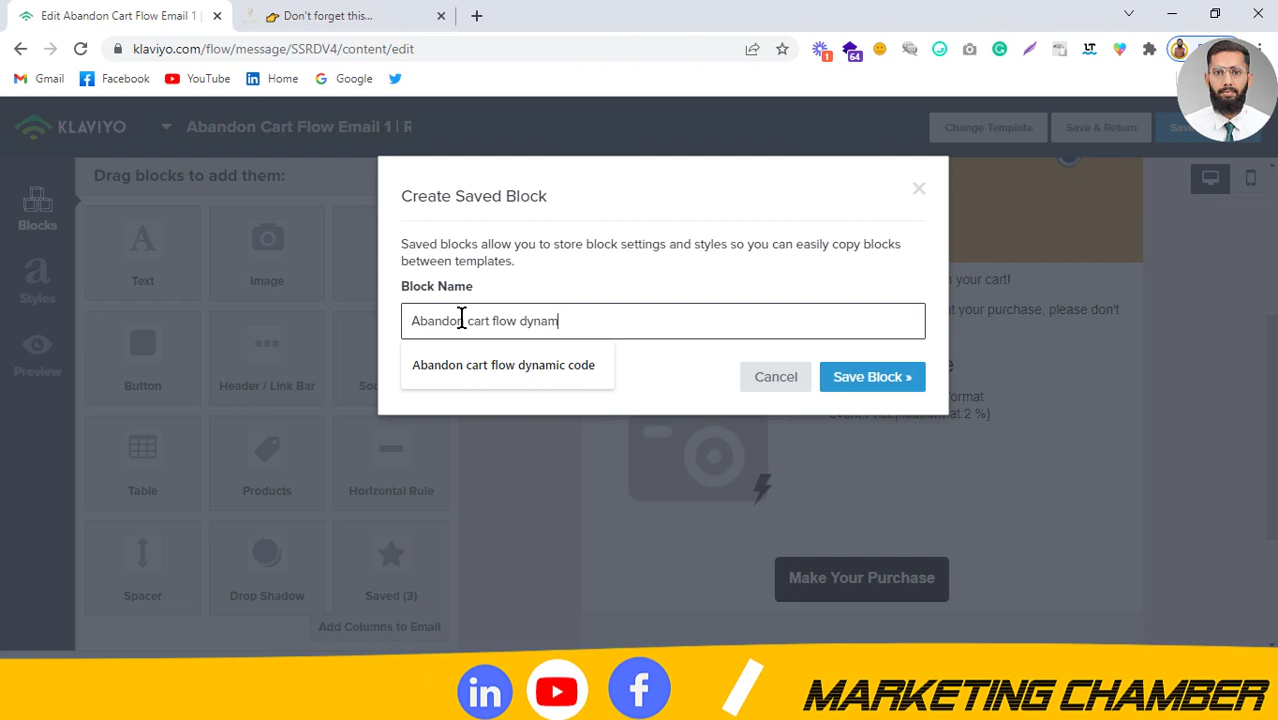 Edit Abandon Cart Flow Email 1 |
Don't forget this...
klaviyo.com/flow/message/SSRDV4/content/edit
1
64
Gmail
Facebook
YouTube
Home
Google
KLAVIYO
Abandon Cart Flow Email 1 | R
Change Template
Save & Return
Drag blocks to add them:
Blocks
Styles
Preview
Text
Image
Button
Header / Link Bar
Table
Products
Horizontal Rule
Spacer
Drop Shadow
Saved (3)
Add Columns to Email
Create Saved Block
Saved blocks allow you to store block settings and styles so you can easily copy blocks
between templates.
Block Name
Abandon cart flow dynam
Abandon cart flow dynamic code
Cancel
Save Block »
your cart!
your purchase, please don't
Make Your Purchase
MARKETING CHAMBER